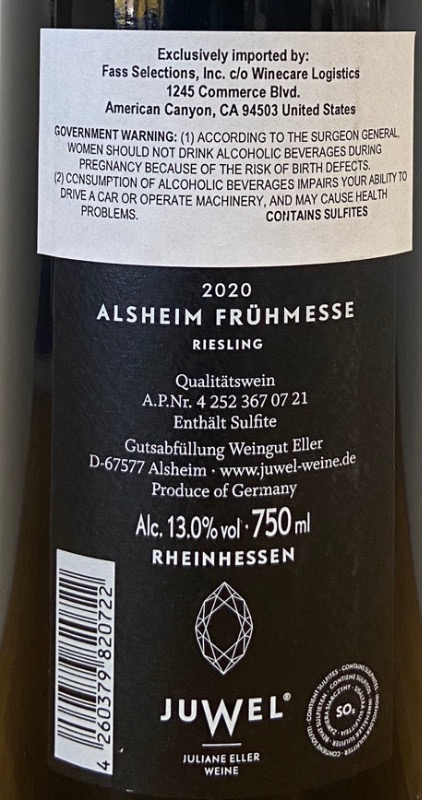 Exclusively imported by:
Fass Selections, Inc. c/o Winecare Logistics
1245 Commerce Blvd.
American Canyon, CA 94503 United States
GOVERNMENT WARNING: (1) ACCORDING TO THE SURGEON GENERAL,
WOMEN SHOULD NOT DRINK ALCOHOLIC BEVERAGES DURING
PREGNANCY BECAUSE OF THE RISK OF BIRTH DEFECTS.
(2) CONSUMPTION OF ALCOHOLIC BEVERAGES IMPAIRS YOUR ABILITY TO
DRIVE A CAR OR OPERATE MACHINERY, AND MAY CAUSE HEALTH
PROBLEMS. CONTAINS SULFITES
2020
ALSHEIM FRÜHMESSE
RIESLING
Qualitätswein
A.P.Nr. 4 252 367 07 21
Enthält Sulfite
Gutsabfüllung Weingut Eller
D-67577 Alsheim · www.juwel-weine.de
Produce of Germany
Alc. 13.0% vol · 750 ml
RHEINHESSEN
4 260379 820722
JUWEL®
JULIANE ELLER
WEINE
SO₂